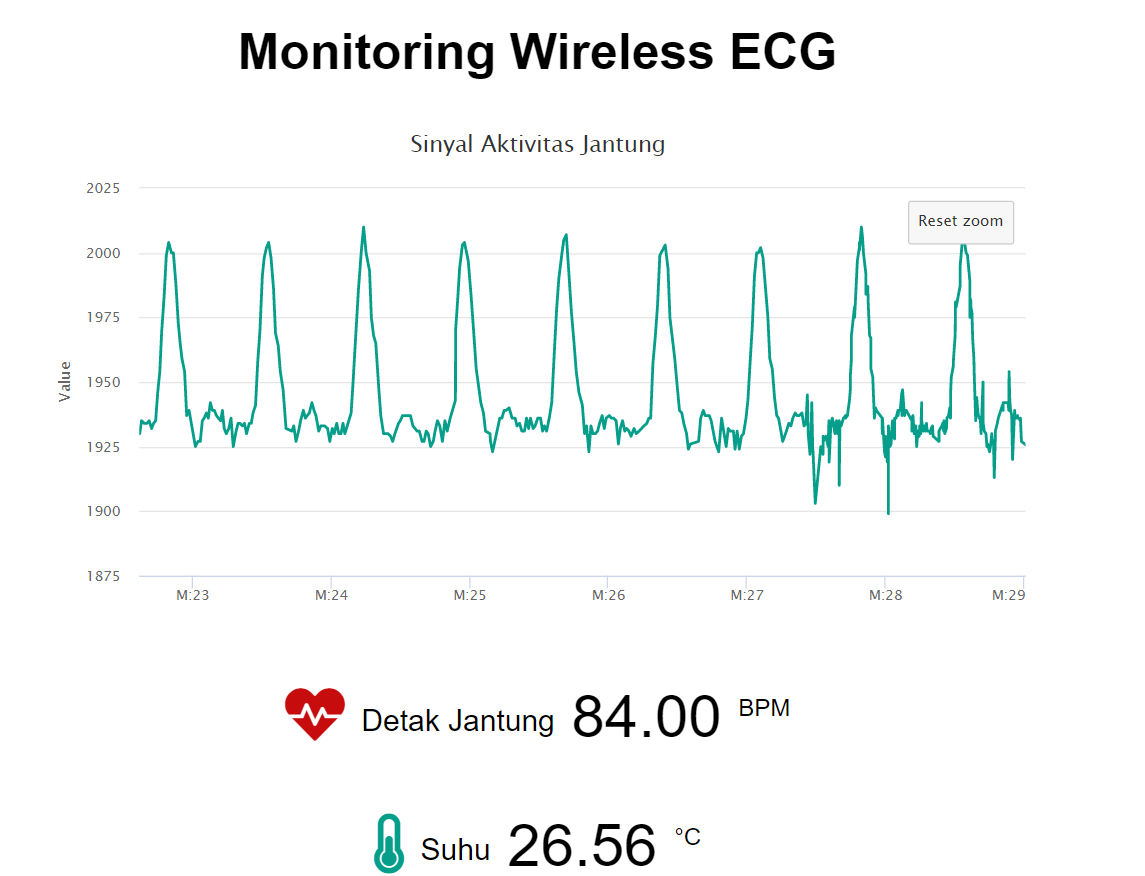 Monitoring Wireless ECG
Sinyal Aktivitas Jantung
Reset zoom
Value
2025
2000
1975
1950
1925
1900
1875
M:23 M:24 M:25 M:26 M:27 M:28 M:29
Detak Jantung 84.00 BPM
Suhu 26.56 °C